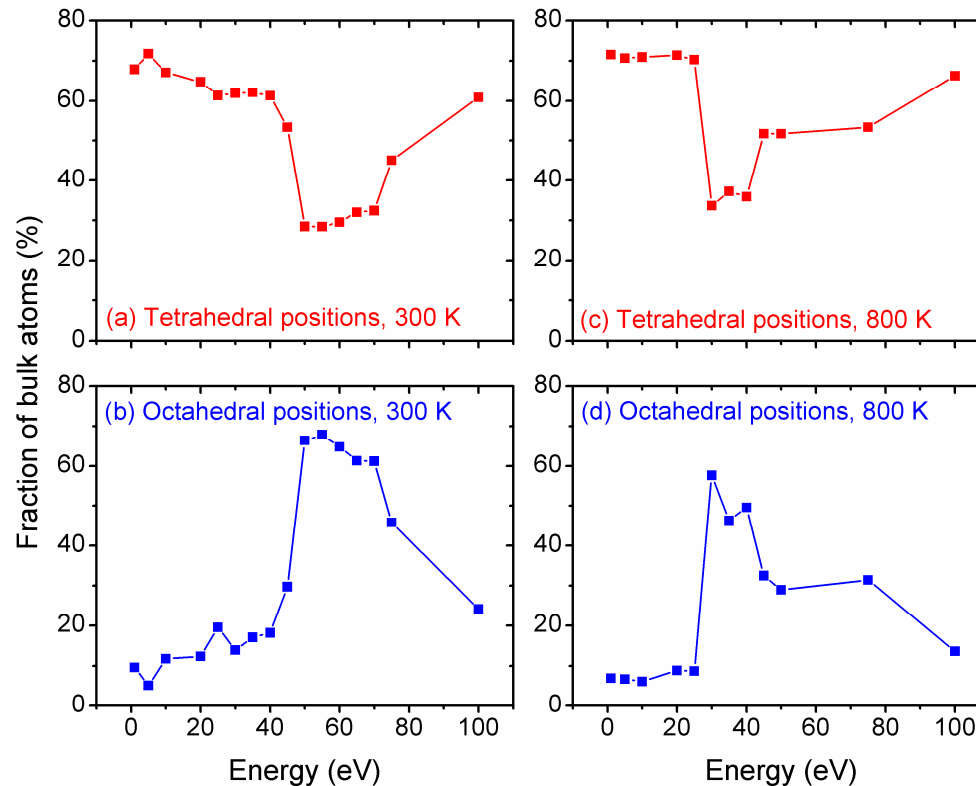 Fraction of bulk atoms (%)
80
60
40
20
0
(a) Tetrahedral positions, 300 K
80
60
40
20
0
(c) Tetrahedral positions, 800 K
80
60
40
20
0
(b) Octahedral positions, 300 K
0 20 40 60 80 100
Energy (eV)
80
60
40
20
0
(d) Octahedral positions, 800 K
0 20 40 60 80 100
Energy (eV)